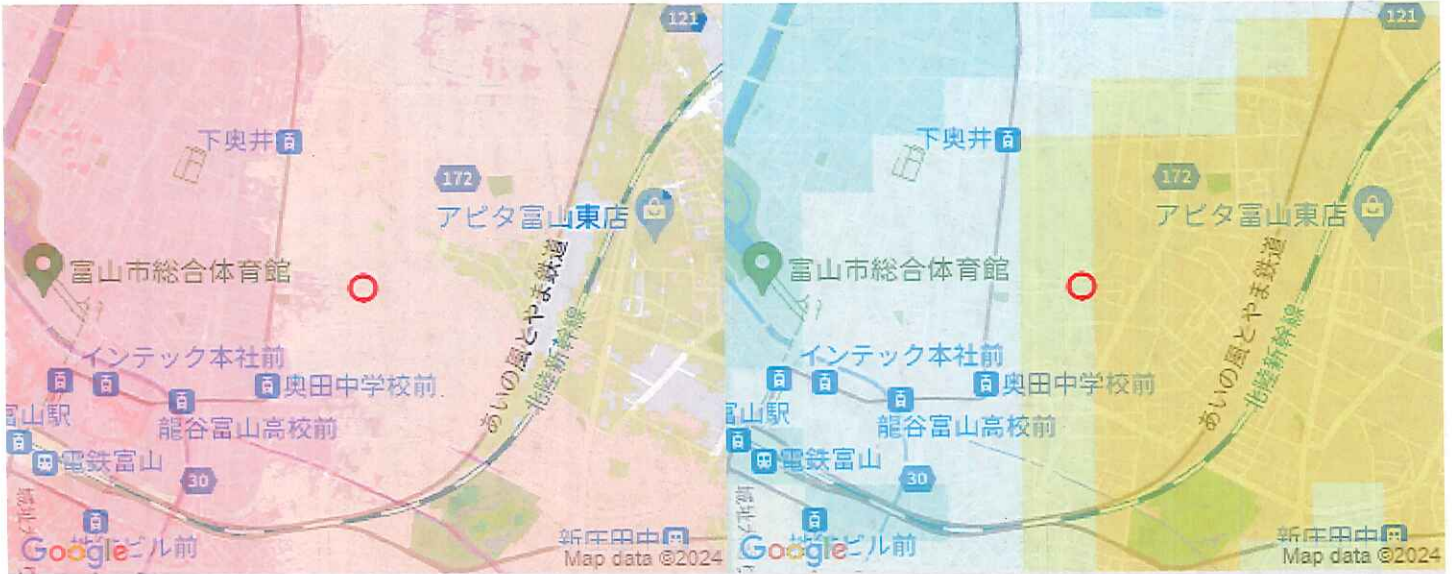 121
下奥井
172
アピタ富山東店
富山市総合体育館
あいの風とやま鉄道
北陸新幹線
インテック本社前
奥田中学校前
富山駅
龍谷富山高校前
電鉄富山
30
ビル前
新庄田中
Google
Map data ©2024
121
下奥井
172
アピタ富山東店
富山市総合体育館
あいの風とやま鉄道
北陸新幹線
インテック本社前
奥田中学校前
富山駅
龍谷富山高校前
電鉄富山
30
ビル前
新庄田中
Google
Map data ©2024